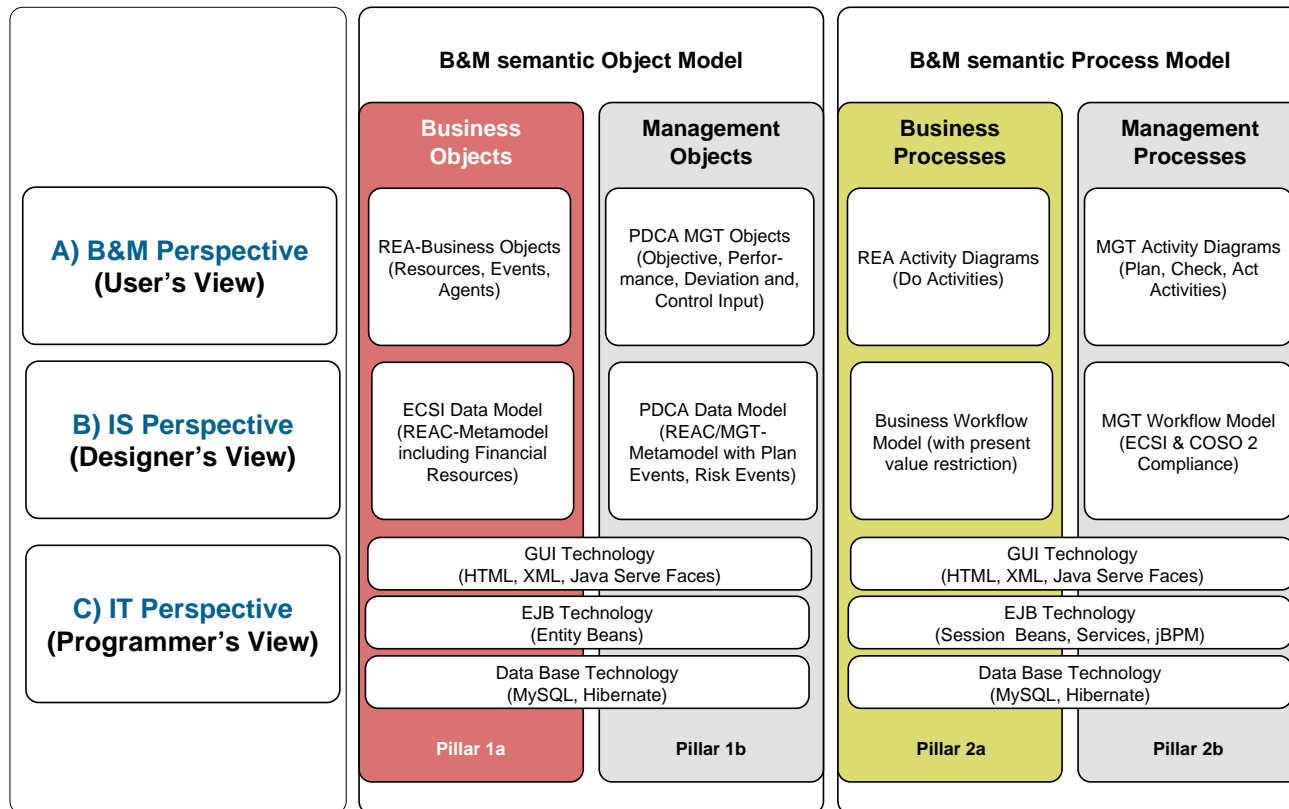 B&M semantic Object Model
B&M semantic Process Model
Business
Objects
Management
Objects
Business
Processes
Management
Processes
A) B&M Perspective
(User's View)
REA-Business Objects
(Resources, Events,
Agents)
PDCA MGT Objects
(Objective, Perfor-
mance, Deviation and,
Control Input)
REA Activity Diagrams
(Do Activities)
MGT Activity Diagrams
(Plan, Check, Act
Activities)
B) IS Perspective
(Designer's View)
ECSI Data Model
(REAC-Metamodel
including Financial
Resources)
PDCA Data Model
(REAC/MGT-
Metamodel with Plan
Events, Risk Events)
Business Workflow
Model (with present
value restriction)
MGT Workflow Model
(ECSI & COSO 2
Compliance)
C) IT Perspective
(Programmer's View)
GUI Technology
(HTML, XML, Java Serve Faces)
GUI Technology
(HTML, XML, Java Serve Faces)
EJB Technology
(Entity Beans)
EJB Technology
(Session Beans, Services, jBPM)
Data Base Technology
(MySQL, Hibernate)
Data Base Technology
(MySQL, Hibernate)
Pillar 1a
Pillar 1b
Pillar 2a
Pillar 2b